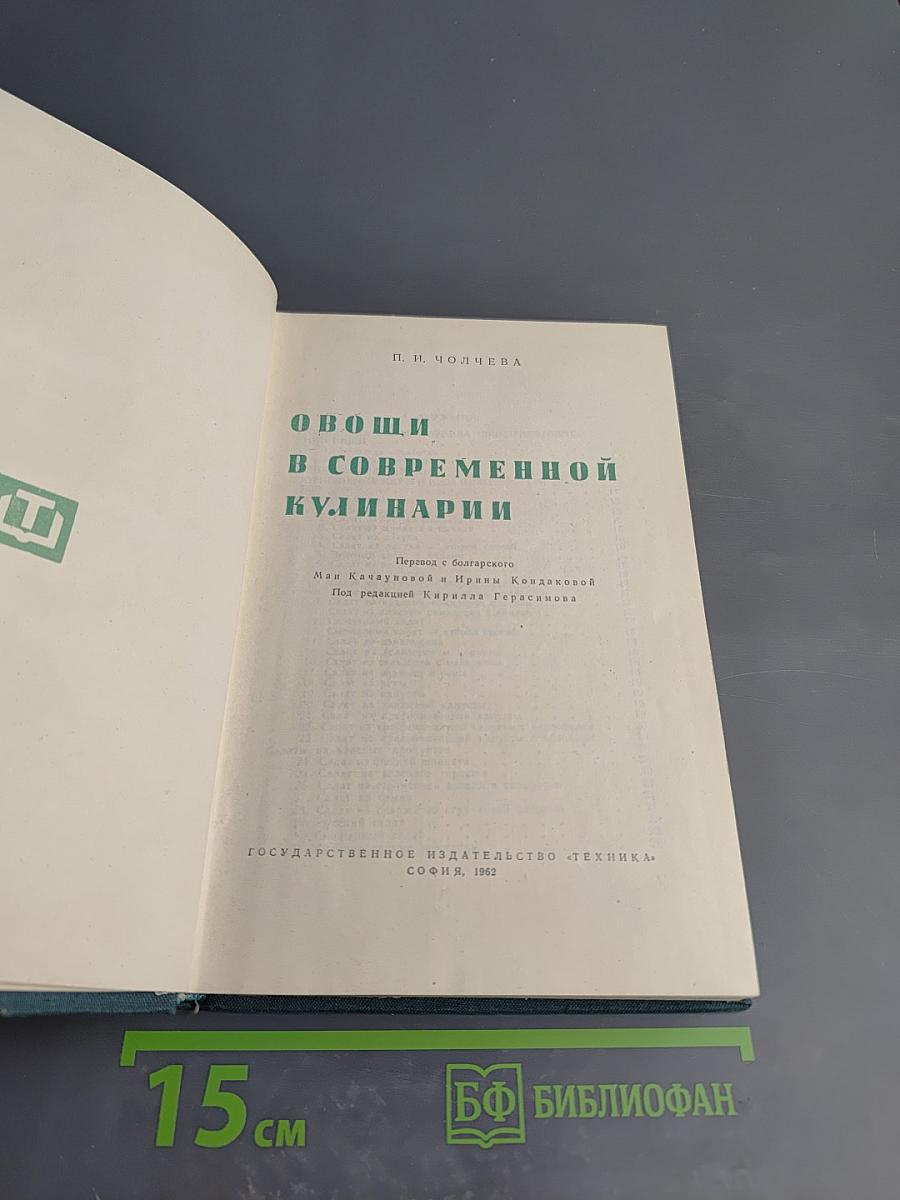 П. И. ЧОЛЧЕВА
ОВОЩИ
В СОВРЕМЕННОЙ
КУЛИНАРИИ
Перевод с болгарского
Маи Качауновой и Ирины Кондаковой
Под редакцией Кирилла Герасимова
ГОСУДАРСТВЕННОЕ ИЗДАТЕЛЬСТВО «ТЕХНИКА»
СОФИЯ, 1962
Т
15 см
БФ БИБЛИОФАН